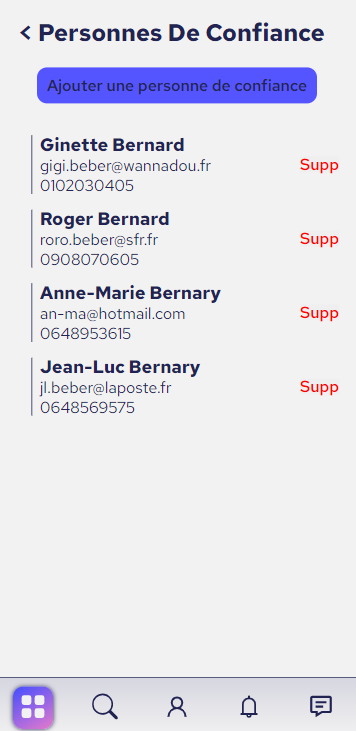 Personnes De Confiance
Ajouter une personne de confiance
Ginette Bernard
gigi.beber@wannadou.fr
Supp
0102030405
Roger Bernard
roro.beber@sfr.fr
Supp
0908070605
Anne-Marie Bernary
an-ma@hotmail.com
Supp
0648953615
Jean-Luc Bernary
jl.beber@laposte.fr
Supp
0648569575